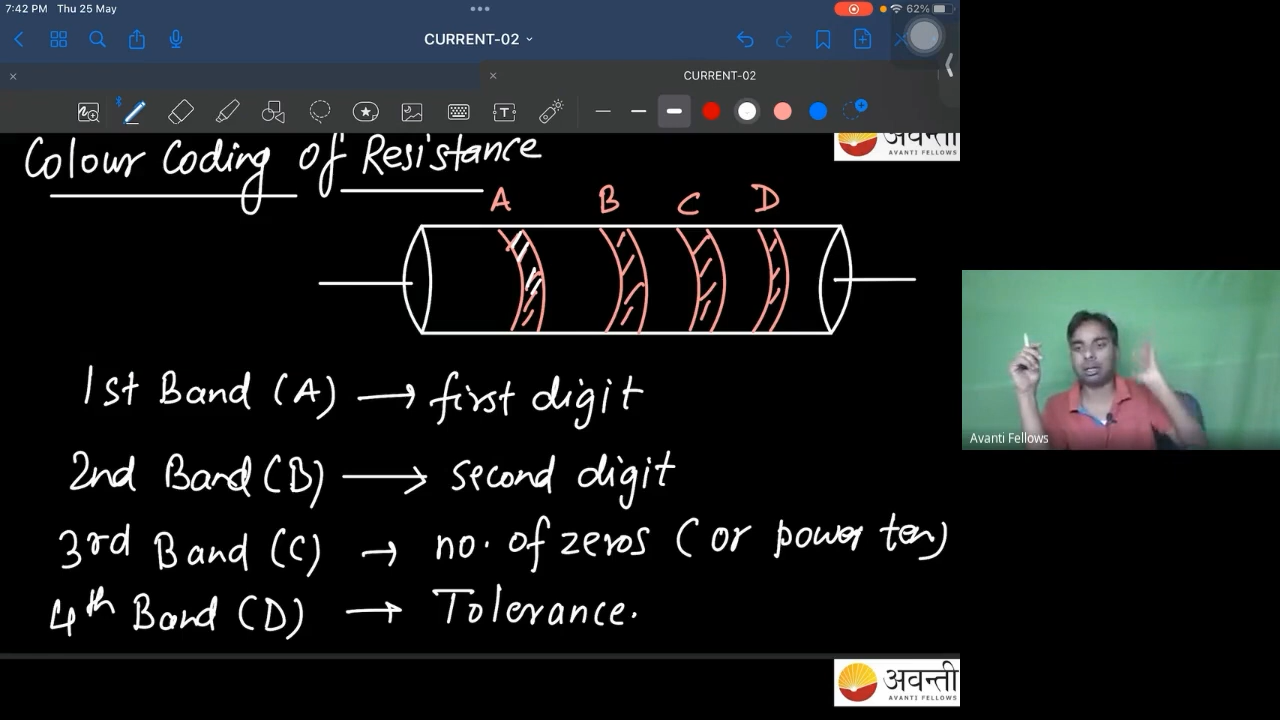 7:42 PM Thu 25 May
62%
CURRENT-02
CURRENT-02
Colour Coding of Resistance
अवन्ती
AVANTI FELLOWS
A B C D
1st Band (A) → first digit
2nd Band (B) → second digit
3rd Band (C) → no. of zeros (or power ten)
4th Band (D) → Tolerance.
Avanti Fellows
अवन्ती
AVANTI FELLOWS